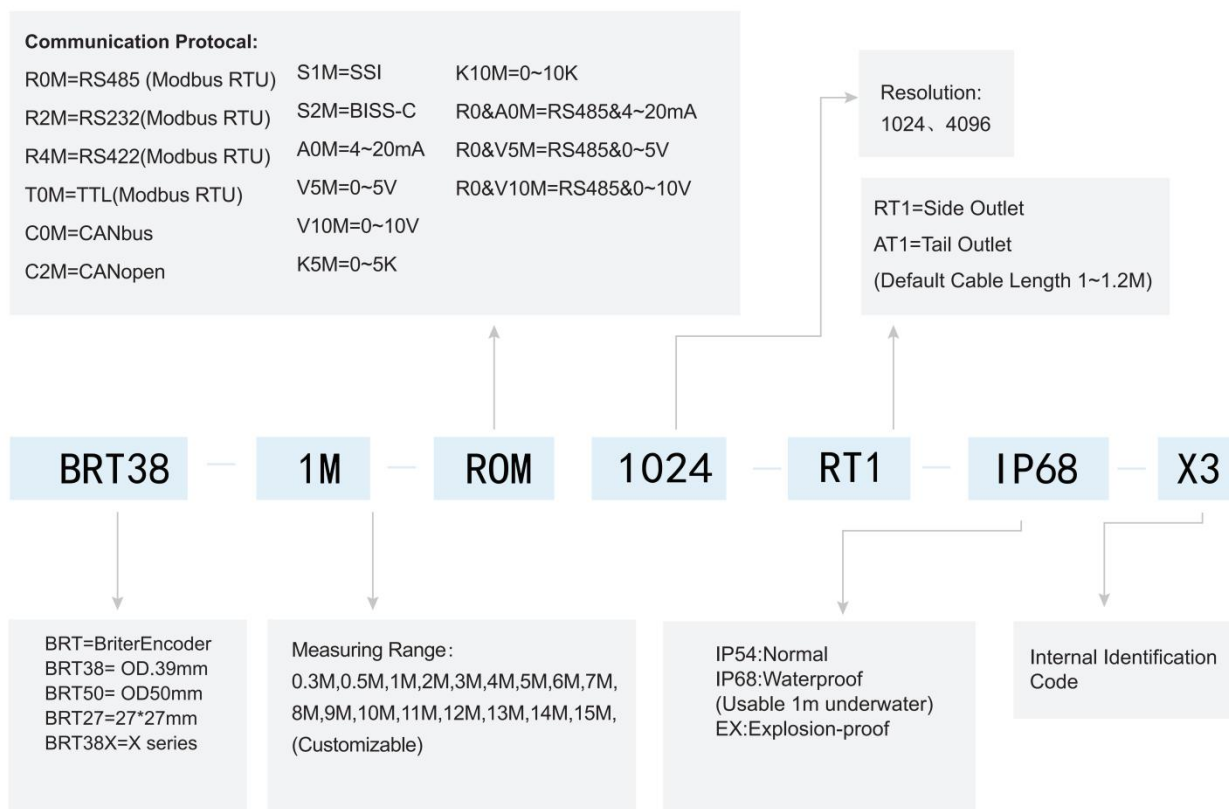 Communication Protocal:
R0M=RS485 (Modbus RTU)
R2M=RS232(Modbus RTU)
R4M=RS422(Modbus RTU)
T0M=TTL(Modbus RTU)
C0M=CANbus
C2M=CANopen
S1M=SSI
S2M=BISS-C
A0M=4~20mA
V5M=0~5V
V10M=0~10V
K5M=0~5K
K10M=0~10K
R0&A0M=RS485&4~20mA
R0&V5M=RS485&0~5V
R0&V10M=RS485&0~10V
Resolution:
1024、4096
RT1=Side Outlet
AT1=Tail Outlet
(Default Cable Length 1~1.2M)
BRT38 — 1M — R0M 1024 — RT1 — IP68 — X3
BRT=BriterEncoder
BRT38= OD.39mm
BRT50= OD50mm
BRT27=27*27mm
BRT38X=X series
Measuring Range:
0.3M,0.5M,1M,2M,3M,4M,5M,6M,7M,
8M,9M,10M,11M,12M,13M,14M,15M,
(Customizable)
IP54:Normal
IP68:Waterproof
(Usable 1m underwater)
EX:Explosion-proof
Internal Identification
Code